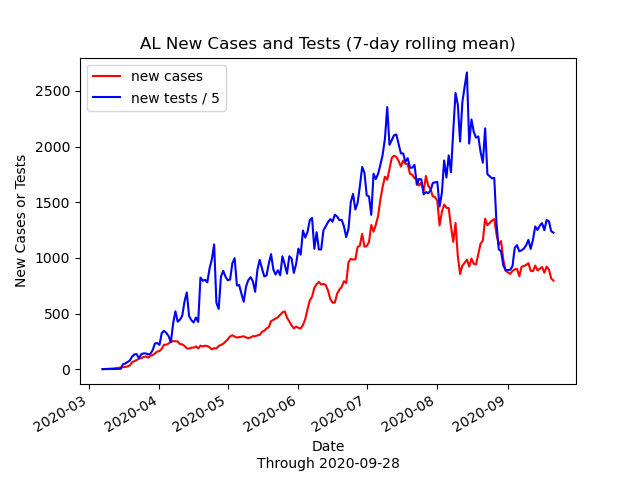 AL New Cases and Tests (7-day rolling mean)
new cases
new tests / 5
New Cases or Tests
2500
2000
1500
1000
500
0
2020-03
2020-04
2020-05
2020-06
2020-07
2020-08
2020-09
Date
Through 2020-09-28